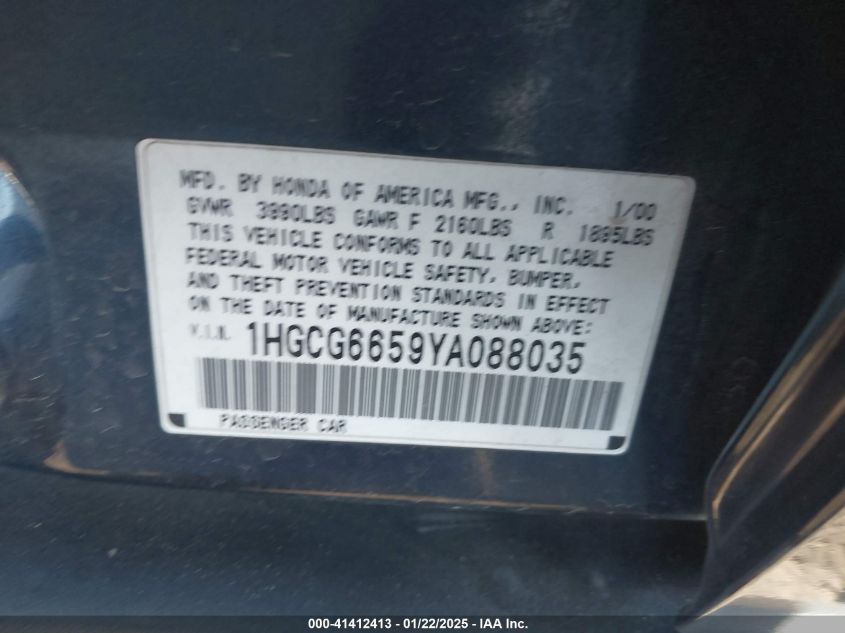 MFD. BY HONDA OF AMERICA MFG., INC. 1/00
GVWR 3990LBS GAWR F 2160LBS R 1885LBS
THIS VEHICLE CONFORMS TO ALL APPLICABLE
FEDERAL MOTOR VEHICLE SAFETY, BUMPER,
AND THEFT PREVENTION STANDARDS IN EFFECT
ON THE DATE OF MANUFACTURE SHOWN ABOVE:
V.I.N. 1HGCG6659YA088035
PASSENGER CAR
000-41412413 - 01/22/2025 - IAA Inc.